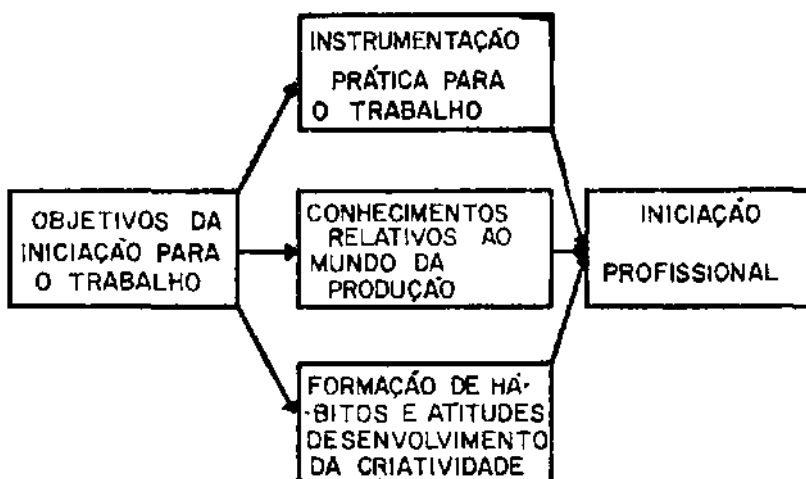 INSTRUMENTAÇÃO
PRÁTICA PARA
O TRABALHO
OBJETIVOS DA
INICIAÇÃO PARA
O TRABALHO
CONHECIMENTOS
RELATIVOS AO
MUNDO DA
PRODUÇÃO
INICIAÇÃO
PROFISSIONAL
FORMAÇÃO DE HÁ-
-BITOS E ATITUDES
DESENVOLVIMENTO
DA CRIATIVIDADE